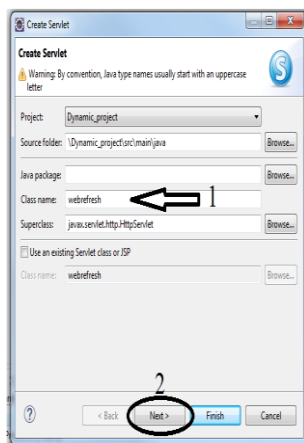 Create Servlet
Create Servlet
Warning: By convention, Java type names usually start with an uppercase
letter
S
Project: Dynamic_project
Source folder: \Dynamic_project\src\main\java Browse...
Java package: Browse...
Class name: webrefresh 1
Superclass: javax.servlet.http.HttpServlet Browse...
Use an existing Servlet class or JSP
Class name: webrefresh Browse...
2
? < Back Next > Finish Cancel